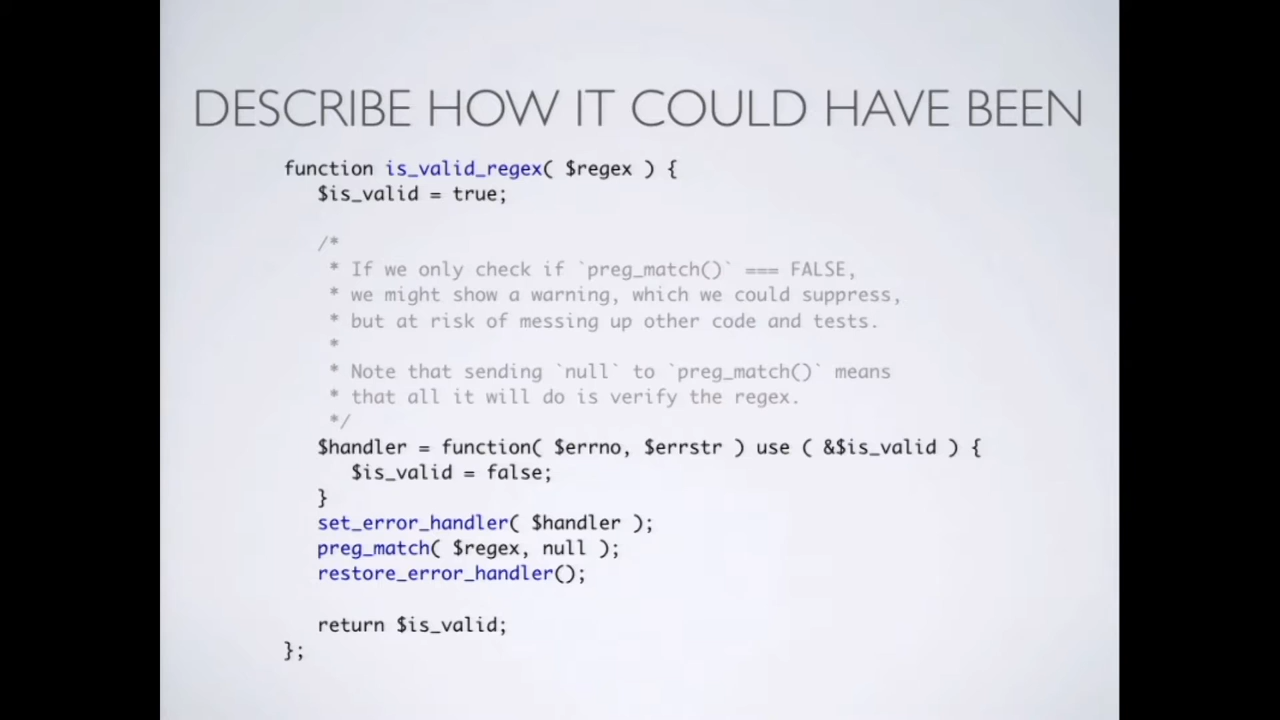 DESCRIBE HOW IT COULD HAVE BEEN
function is_valid_regex( $regex ) {
$is_valid = true;
/*
* If we only check if `preg_match()` === FALSE,
* we might show a warning, which we could suppress,
* but at risk of messing up other code and tests.
*
* Note that sending `null` to `preg_match()` means
* that all it will do is verify the regex.
*/
$handler = function( $errno, $errstr ) use ( &$is_valid ) {
$is_valid = false;
}
set_error_handler( $handler );
preg_match( $regex, null );
restore_error_handler();
return $is_valid;
};